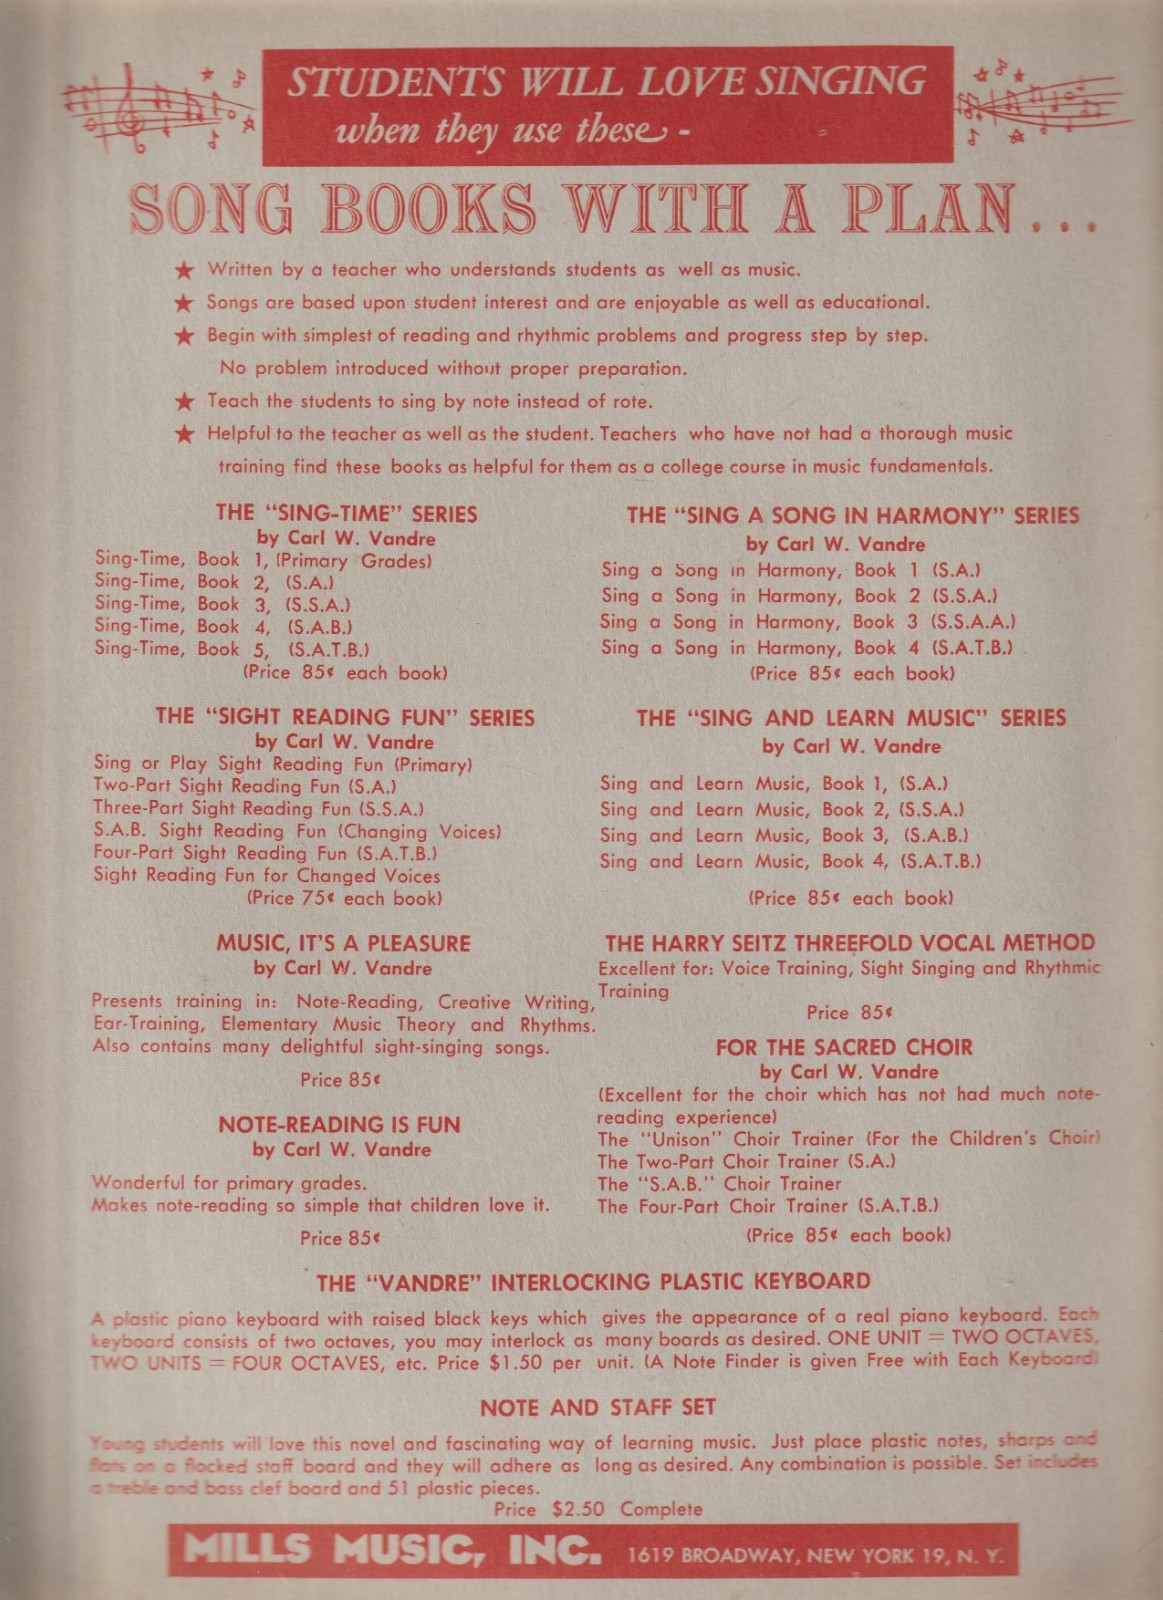 STUDENTS WILL LOVE SINGING
when they use these -
SONG BOOKS WITH A PLAN...
★ Written by a teacher who understands students as well as music.
★ Songs are based upon student interest and are enjoyable as well as educational.
★ Begin with simplest of reading and rhythmic problems and progress step by step.
No problem introduced without proper preparation.
★ Teach the students to sing by note instead of rote.
★ Helpful to the teacher as well as the student. Teachers who have not had a thorough music
training find these books as helpful for them as a college course in music fundamentals.
THE "SING-TIME" SERIES
by Carl W. Vandre
Sing-Time, Book 1, (Primary Grades)
Sing-Time, Book 2, (S.A.)
Sing-Time, Book 3, (S.S.A.)
Sing-Time, Book 4, (S.A.B.)
Sing-Time, Book 5, (S.A.T.B.)
(Price 85¢ each book)
THE "SIGHT READING FUN" SERIES
by Carl W. Vandre
Sing or Play Sight Reading Fun (Primary)
Two-Part Sight Reading Fun (S.A.)
Three-Part Sight Reading Fun (S.S.A.)
S.A.B. Sight Reading Fun (Changing Voices)
Four-Part Sight Reading Fun (S.A.T.B.)
Sight Reading Fun for Changed Voices
(Price 75¢ each book)
MUSIC, IT'S A PLEASURE
by Carl W. Vandre
Presents training in: Note-Reading, Creative Writing,
Ear-Training, Elementary Music Theory and Rhythms.
Also contains many delightful sight-singing songs.
Price 85¢
NOTE-READING IS FUN
by Carl W. Vandre
Wonderful for primary grades.
Makes note-reading so simple that children love it.
Price 85¢
THE "SING A SONG IN HARMONY" SERIES
by Carl W. Vandre
Sing a Song in Harmony, Book 1 (S.A.)
Sing a Song in Harmony, Book 2 (S.S.A.)
Sing a Song in Harmony, Book 3 (S.S.A.A.)
Sing a Song in Harmony, Book 4 (S.A.T.B.)
(Price 85¢ each book)
THE "SING AND LEARN MUSIC" SERIES
by Carl W. Vandre
Sing and Learn Music, Book 1, (S.A.)
Sing and Learn Music, Book 2, (S.S.A.)
Sing and Learn Music, Book 3, (S.A.B.)
Sing and Learn Music, Book 4, (S.A.T.B.)
(Price 85¢ each book)
THE HARRY SEITZ THREEFOLD VOCAL METHOD
Excellent for: Voice Training, Sight Singing and Rhythmic
Training
Price 85¢
FOR THE SACRED CHOIR
by Carl W. Vandre
(Excellent for the choir which has not had much note-
reading experience)
The "Unison" Choir Trainer (For the Children's Choir)
The Two-Part Choir Trainer (S.A.)
The "S.A.B." Choir Trainer
The Four-Part Choir Trainer (S.A.T.B.)
(Price 85¢ each book)
THE "VANDRE" INTERLOCKING PLASTIC KEYBOARD
A plastic piano keyboard with raised black keys which gives the appearance of a real piano keyboard. Each
keyboard consists of two octaves, you may interlock as many boards as desired. ONE UNIT = TWO OCTAVES,
TWO UNITS = FOUR OCTAVES, etc. Price $1.50 per unit. (A Note Finder is given Free with Each Keyboard)
NOTE AND STAFF SET
Young students will love this novel and fascinating way of learning music. Just place plastic notes, sharps and
flats on a flocked staff board and they will adhere as long as desired. Any combination is possible. Set includes
a treble and bass clef board and 51 plastic pieces.
Price $2.50 Complete
MILLS MUSIC, INC. 1619 BROADWAY, NEW YORK 19, N. Y.